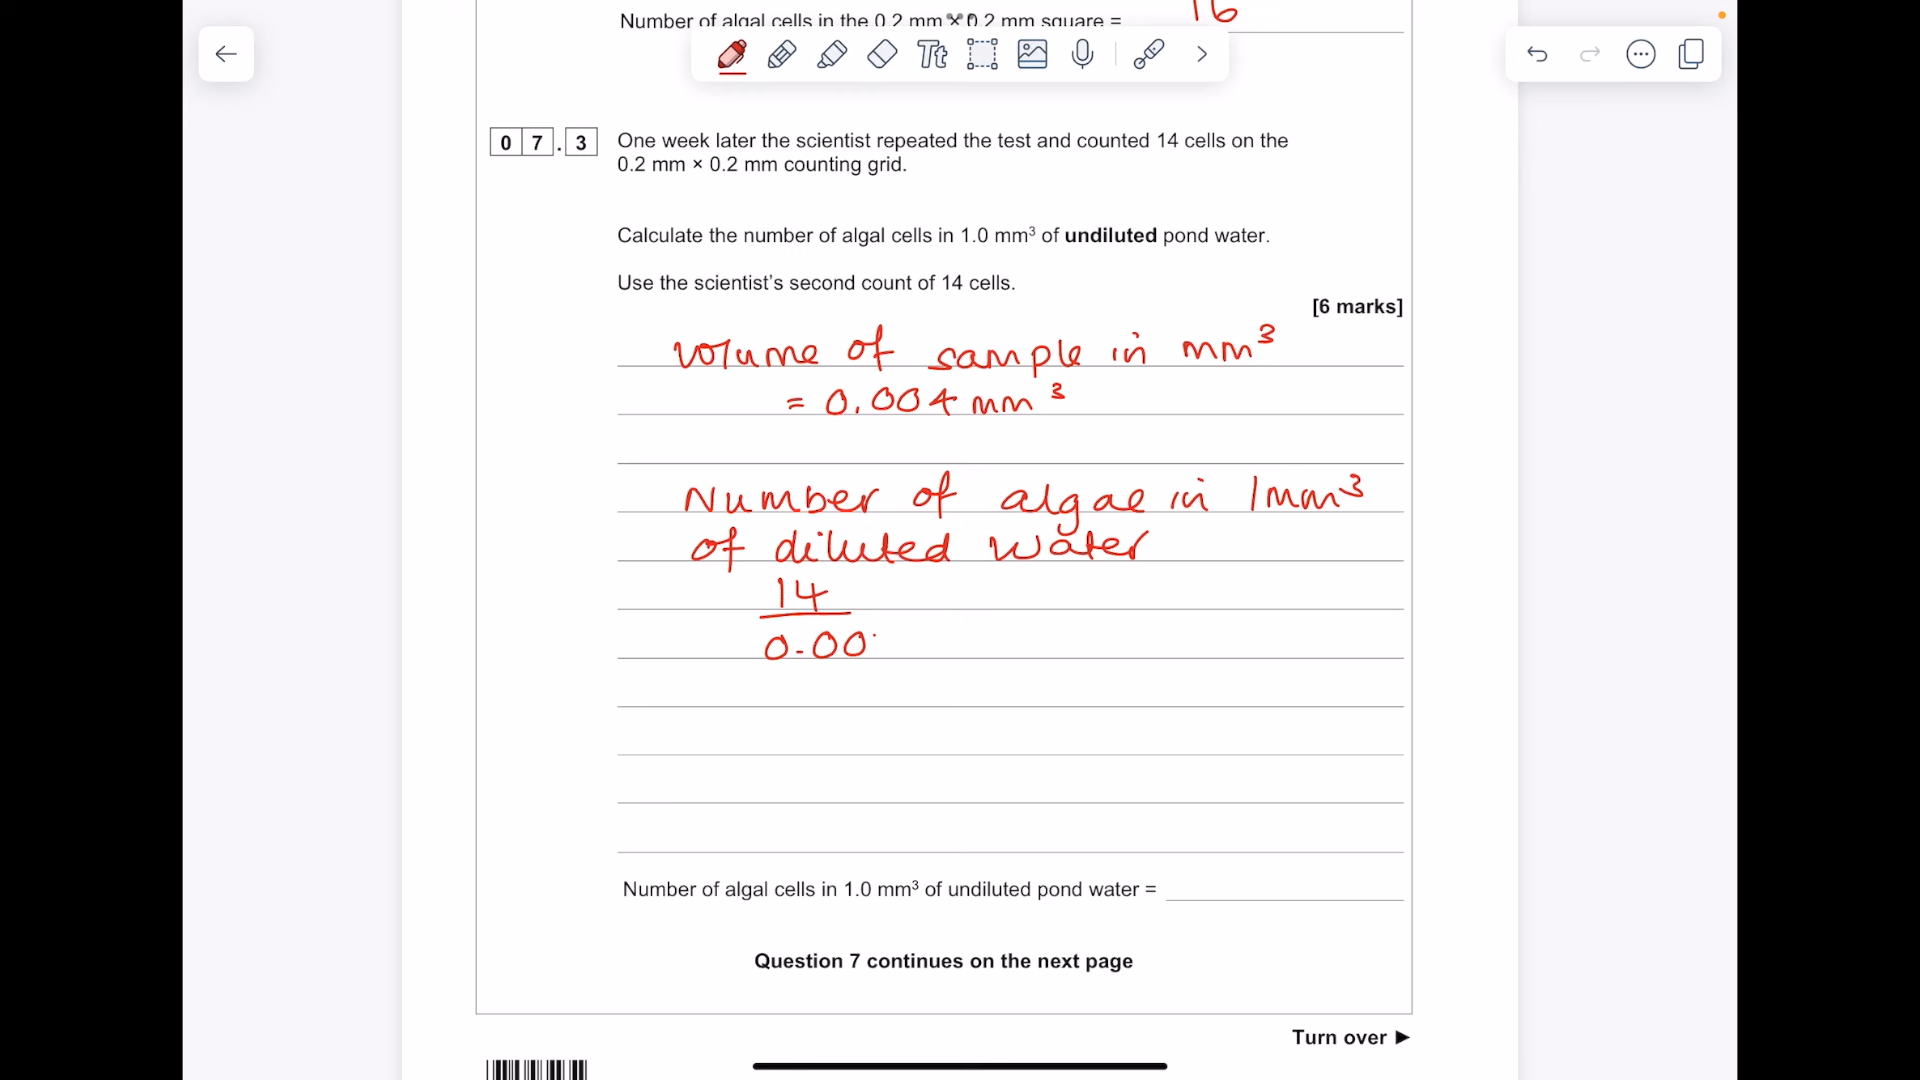 Number of algal cells in the 0.2 mm × 0.2 mm square = 16
Tt
07.3 One week later the scientist repeated the test and counted 14 cells on the
0.2 mm × 0.2 mm counting grid.
Calculate the number of algal cells in 1.0 mm³ of undiluted pond water.
Use the scientist's second count of 14 cells.
[6 marks]
volume of sample in mm³
= 0.004 mm³
Number of algae in 1mm³
of diluted water
14
0.00
Number of algal cells in 1.0 mm³ of undiluted pond water =
Question 7 continues on the next page
Turn over ►